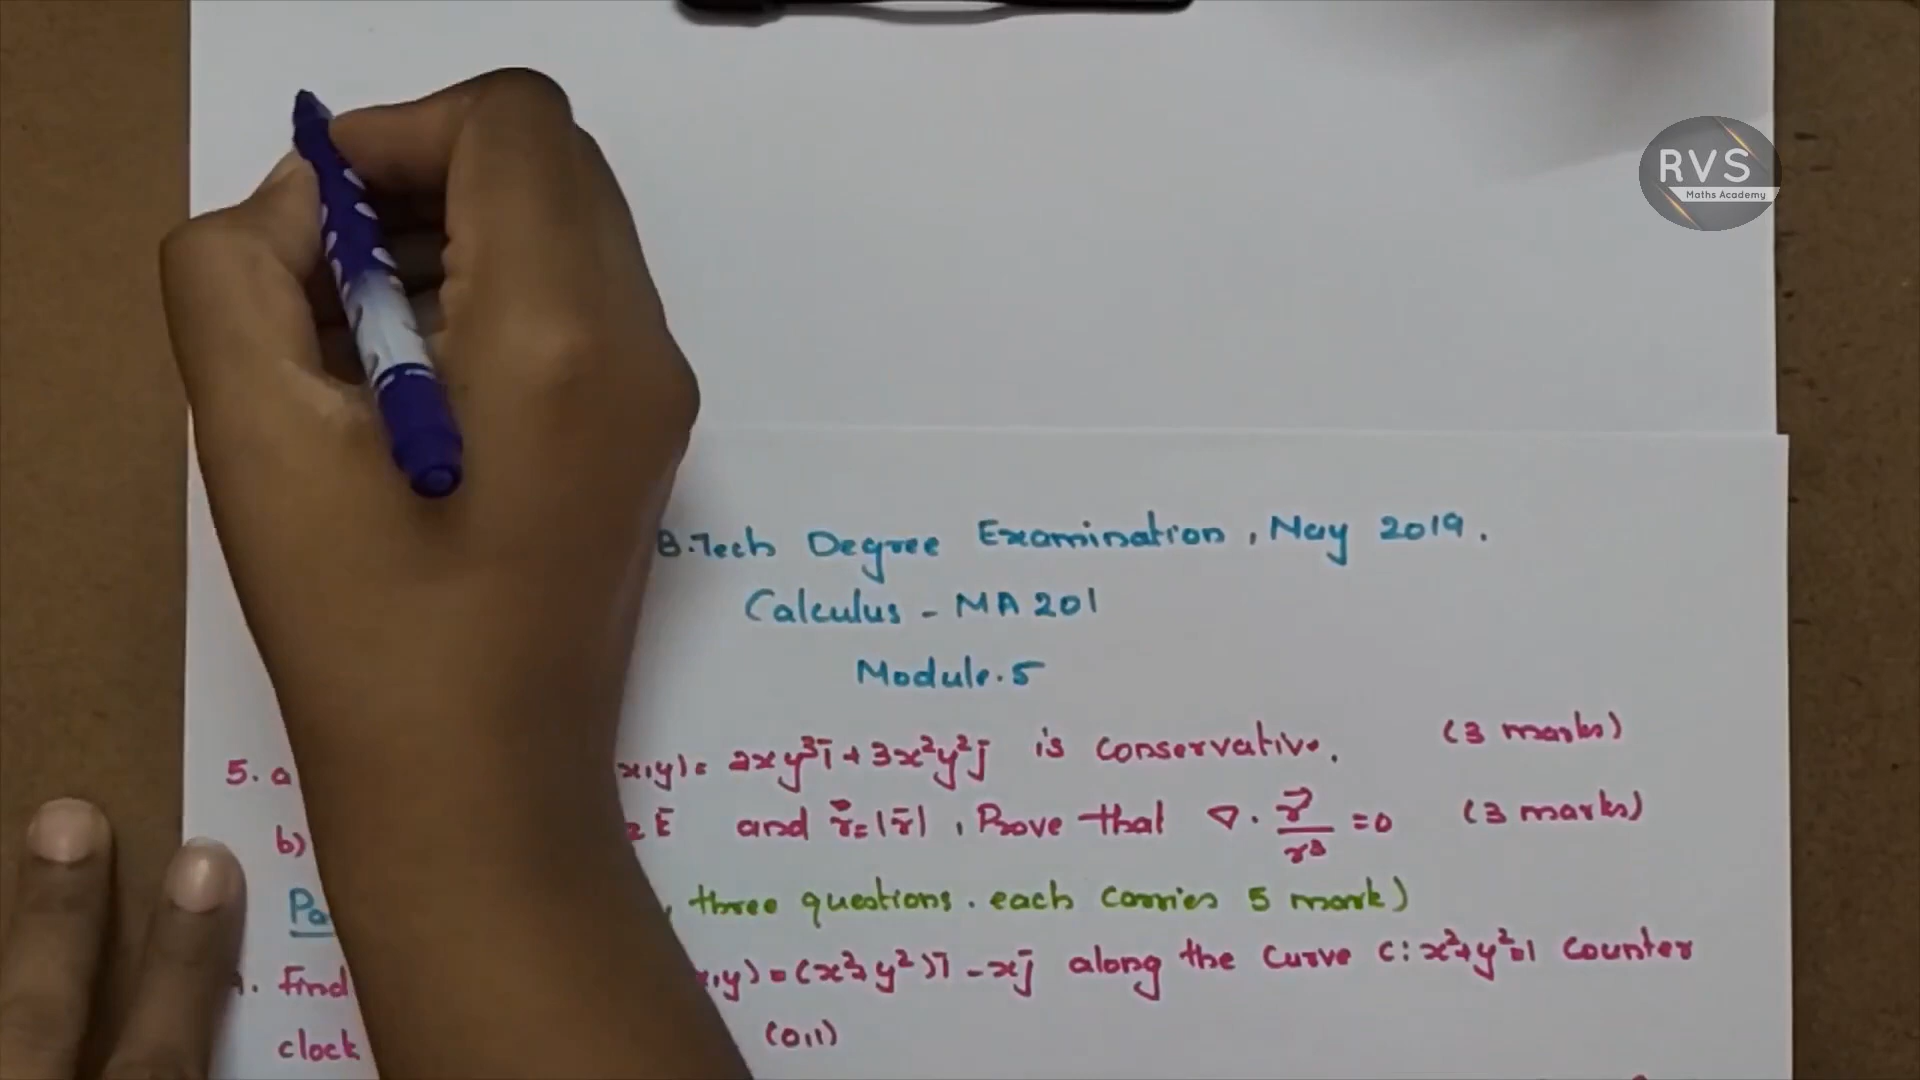 RVS
Maths Academy
B.Tech Degree Examination, May 2019.
Calculus - MA 201
Module. 5
5. a x,y) = 2xy³i + 3x²y²j is conservative. (3 marks)
b) and r = |r|, Prove that ∇ · r/r³ = 0 (3 marks)
three questions. each carries 5 mark)
Find x,y) = (x²+y²)i - xj along the curve C: x²+y²=1 counter
clock (0,1)